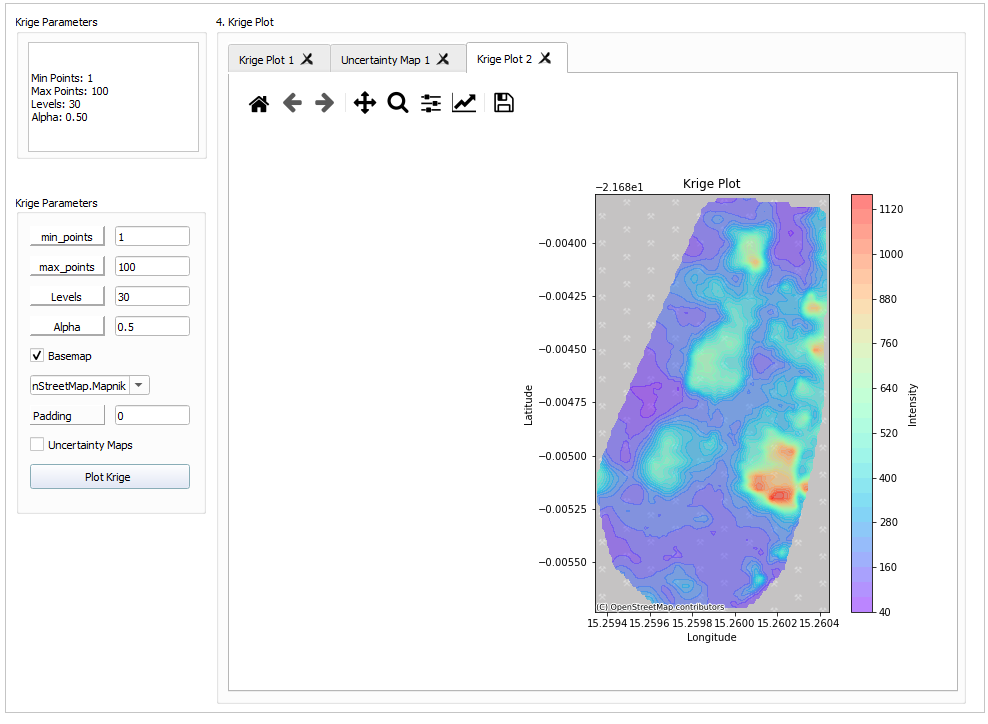 Krige Parameters
Min Points: 1
Max Points: 100
Levels: 30
Alpha: 0.50
Krige Parameters
min_points 1
max_points 100
Levels 30
Alpha 0.5
Basemap
nStreetMap.Mapnik
Padding 0
Uncertainty Maps
Plot Krige
4. Krige Plot
Krige Plot 1
Uncertainty Map 1
Krige Plot 2
−2.168e1
Krige Plot
−0.00400
−0.00425
−0.00450
−0.00475
−0.00500
−0.00525
−0.00550
Latitude
(C) OpenStreetMap contributors
15.2594 15.2596 15.2598 15.2600 15.2602 15.2604
Longitude
1120
1000
880
760
640
520
400
280
160
40
Intensity